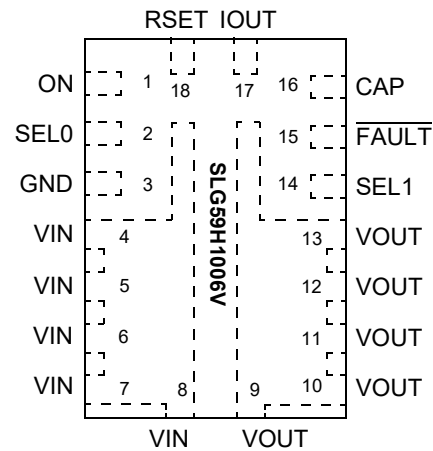 RSET IOUT
ON 1 18 17 16 CAP
SEL0 2 15 FAULT
GND 3 14 SEL1
SLG59H1006V
VIN 4 13 VOUT
VIN 5 12 VOUT
VIN 6 11 VOUT
VIN 7 8 9 10 VOUT
VIN VOUT